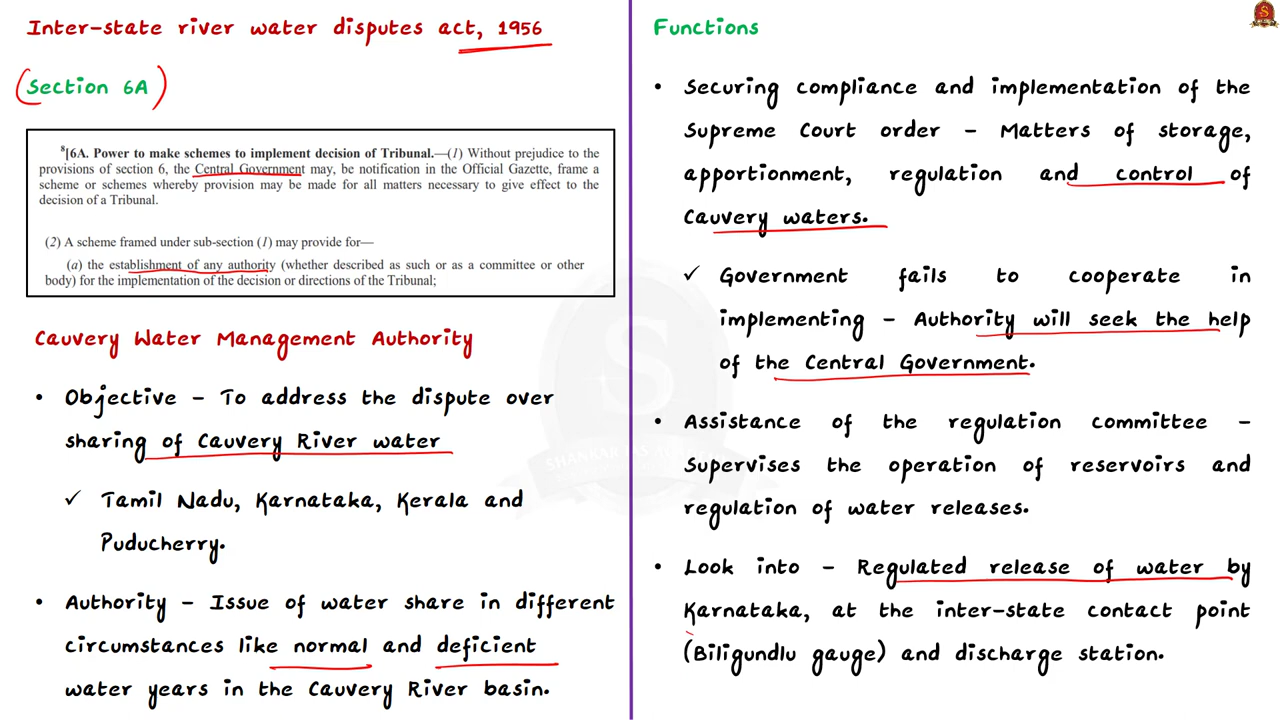 Inter-state river water disputes act, 1956
(Section 6A)
⁸[6A. Power to make schemes to implement decision of Tribunal.—(1) Without prejudice to the
provisions of section 6, the Central Government may, be notification in the Official Gazette, frame a
scheme or schemes whereby provision may be made for all matters necessary to give effect to the
decision of a Tribunal.
(2) A scheme framed under sub-section (1) may provide for—
(a) the establishment of any authority (whether described as such or as a committee or other
body) for the implementation of the decision or directions of the Tribunal;
Cauvery Water Management Authority
• Objective – To address the dispute over
sharing of Cauvery River water
✓ Tamil Nadu, Karnataka, Kerala and
Puducherry.
• Authority – Issue of water share in different
circumstances like normal and deficient
water years in the Cauvery River basin.
Functions
• Securing compliance and implementation of the
Supreme Court order – Matters of storage,
apportionment, regulation and control of
Cauvery waters.
✓ Government fails to cooperate in
implementing – Authority will seek the help
of the Central Government.
• Assistance of the regulation committee –
Supervises the operation of reservoirs and
regulation of water releases.
• Look into – Regulated release of water by
Karnataka, at the inter-state contact point
(Biligundlu gauge) and discharge station.